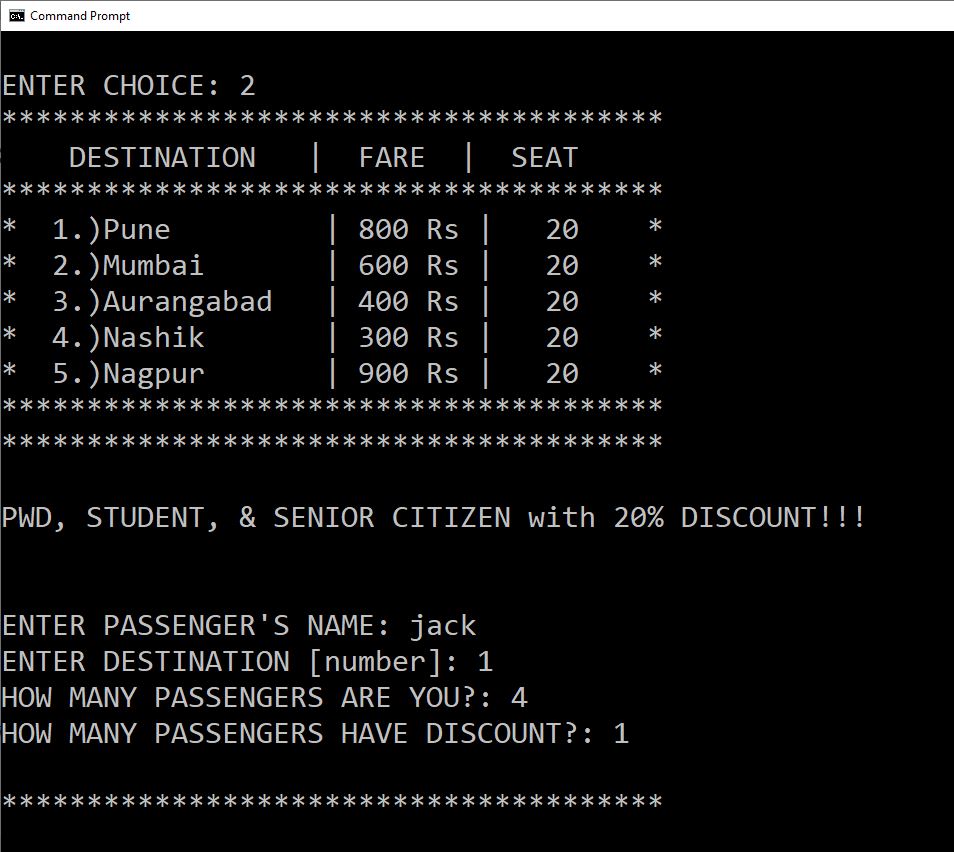 Command Prompt
ENTER CHOICE: 2
***************************************
    DESTINATION   |  FARE  |  SEAT
***************************************
*  1.)Pune         | 800 Rs |   20    *
*  2.)Mumbai       | 600 Rs |   20    *
*  3.)Aurangabad   | 400 Rs |   20    *
*  4.)Nashik       | 300 Rs |   20    *
*  5.)Nagpur       | 900 Rs |   20    *
***************************************
***************************************
PWD, STUDENT, & SENIOR CITIZEN with 20% DISCOUNT!!!
ENTER PASSENGER'S NAME: jack
ENTER DESTINATION [number]: 1
HOW MANY PASSENGERS ARE YOU?: 4
HOW MANY PASSENGERS HAVE DISCOUNT?: 1
***************************************